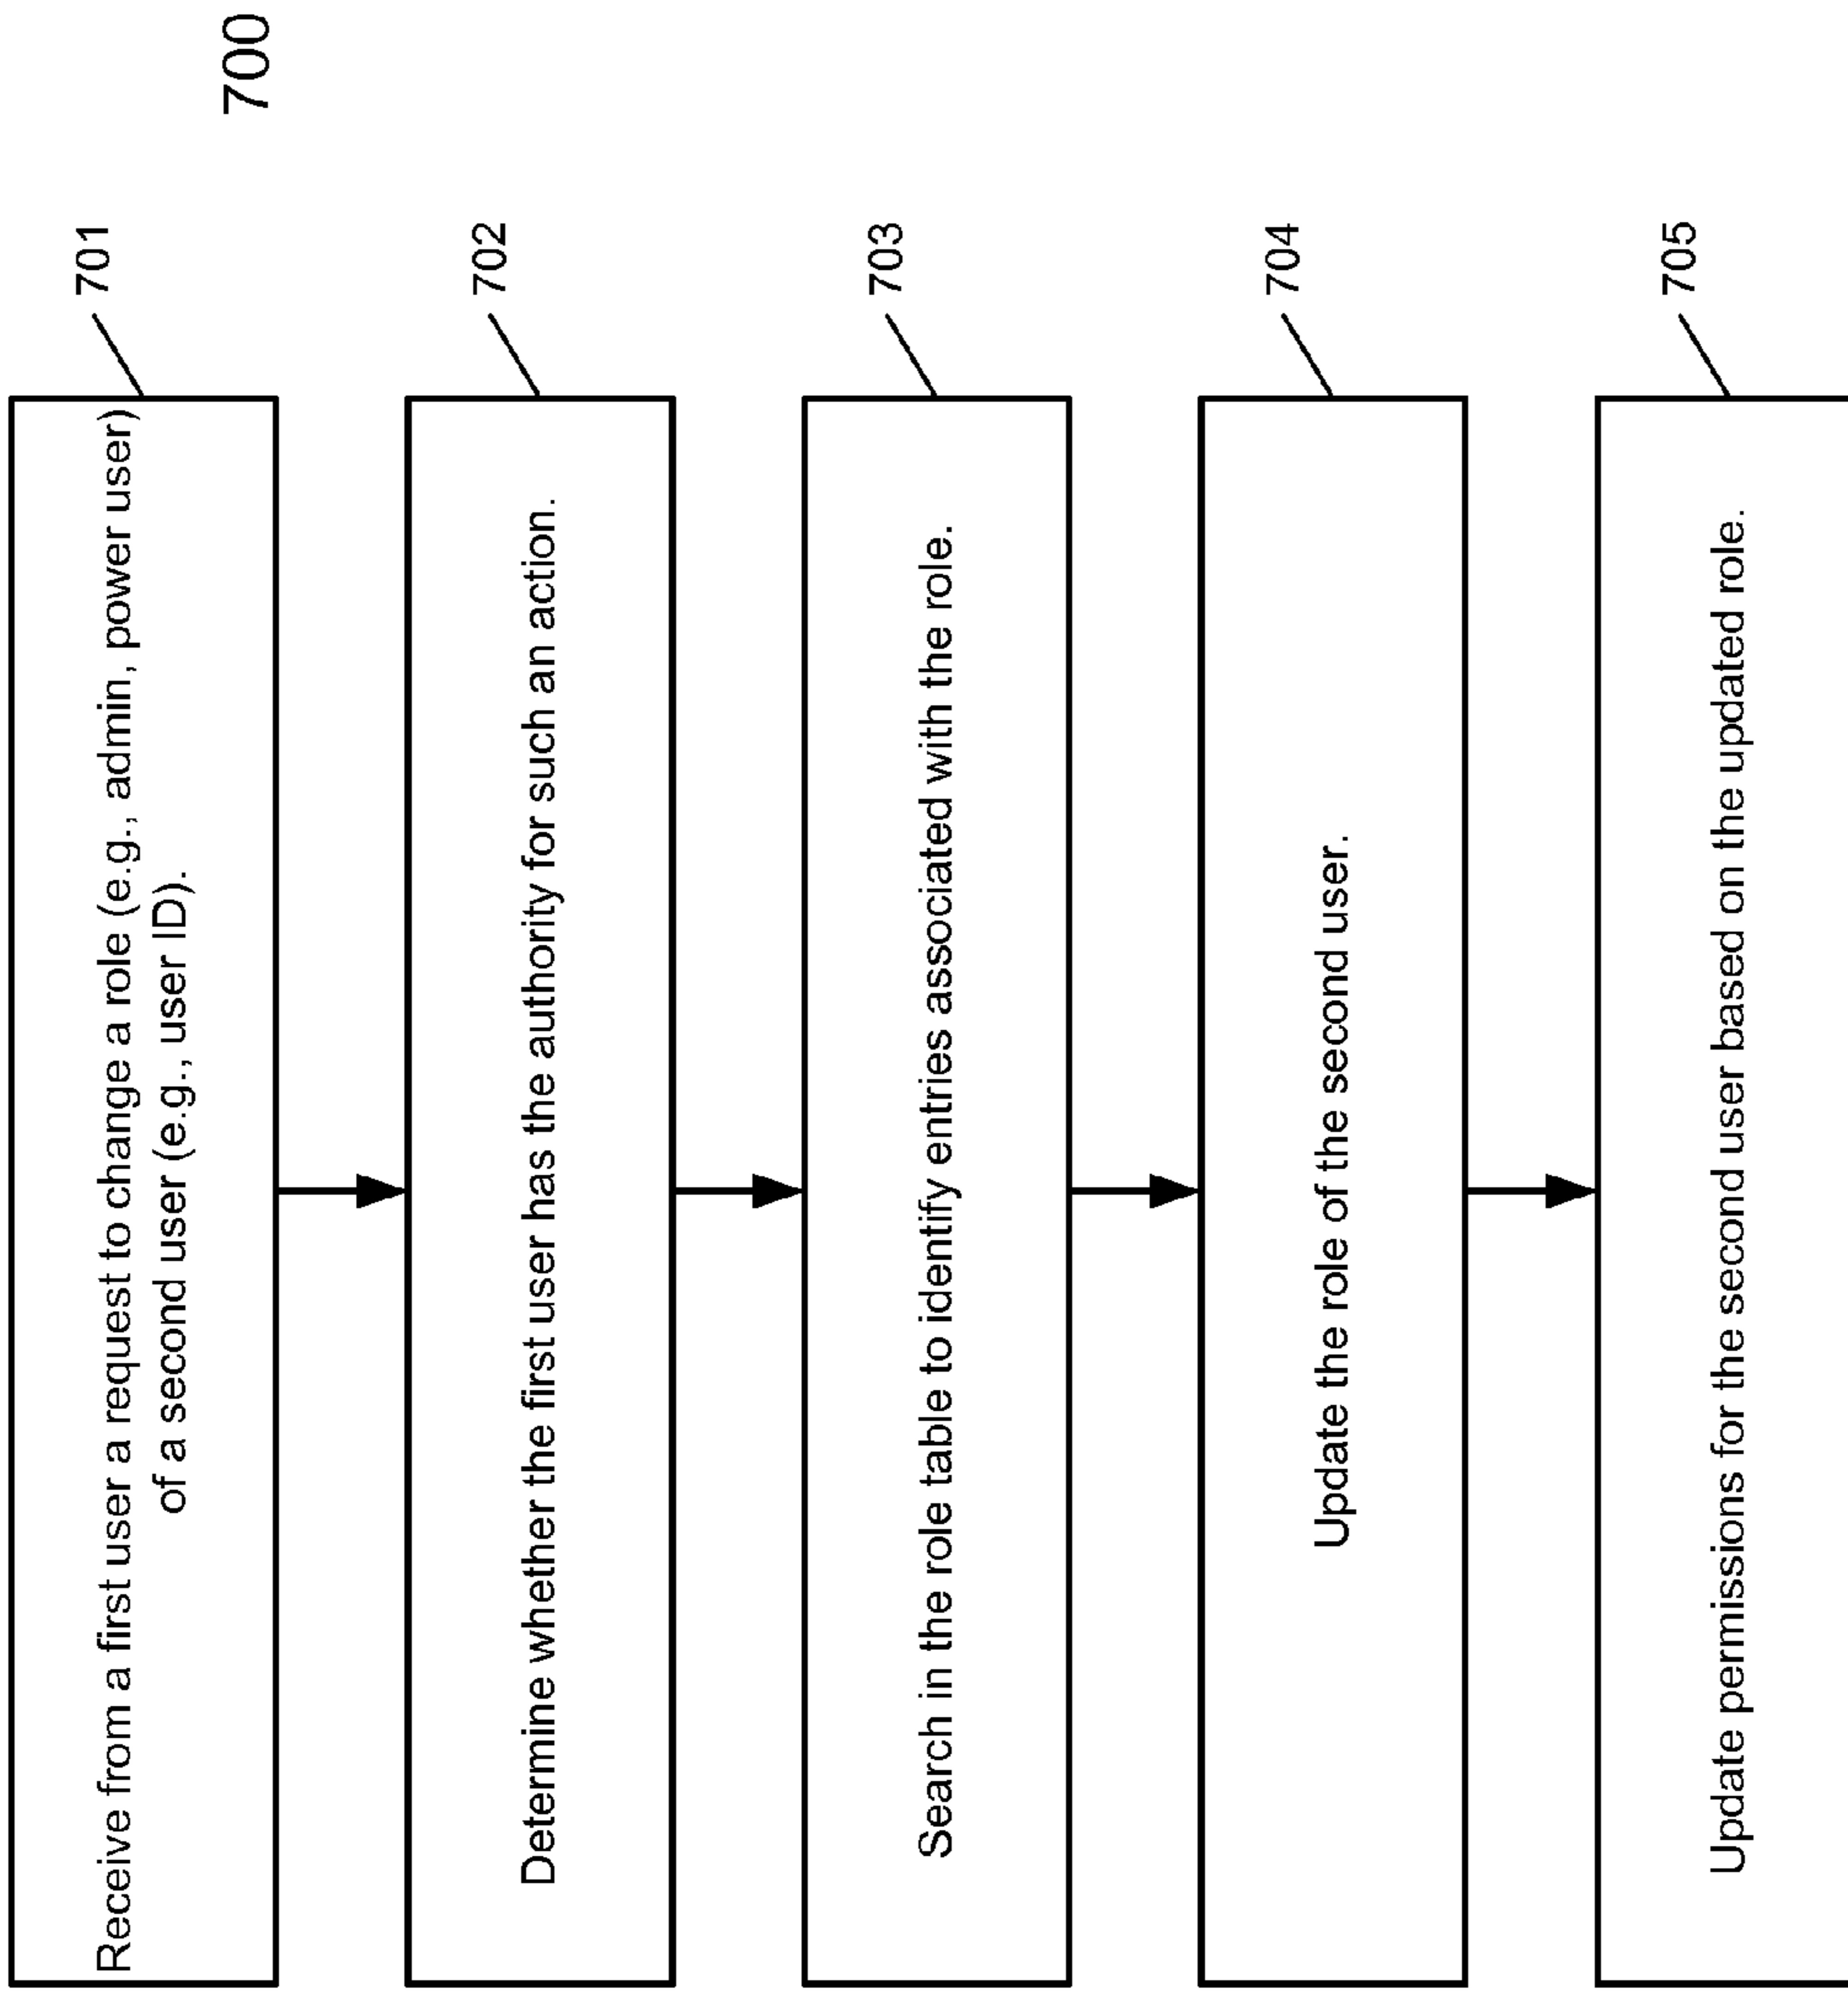 700
701
Receive from a first user a request to change a role (e.g., admin, power user)
of a second user (e.g., user ID).
702
Determine whether the first user has the authority for such an action.
703
Search in the role table to identify entries associated with the role.
704
Update the role of the second user.
705
Update permissions for the second user based on the updated role.